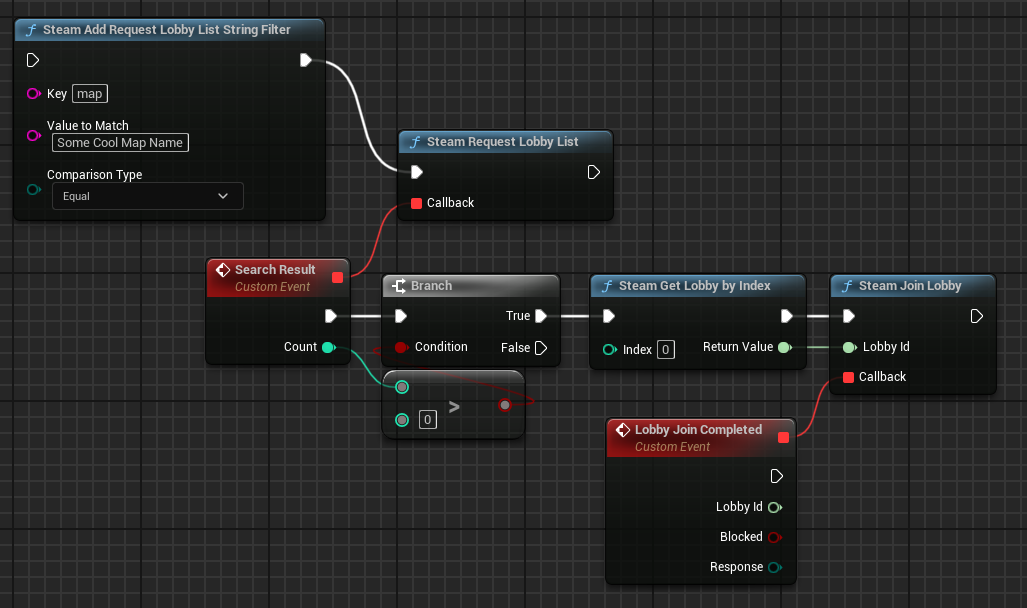 Steam Add Request Lobby List String Filter
Key map
Value to Match
Some Cool Map Name
Comparison Type
Equal
Steam Request Lobby List
Callback
Search Result
Custom Event
Count
Branch
True
Condition
False
>
0
Steam Get Lobby by Index
Index 0
Return Value
Steam Join Lobby
Lobby Id
Callback
Lobby Join Completed
Custom Event
Lobby Id
Blocked
Response